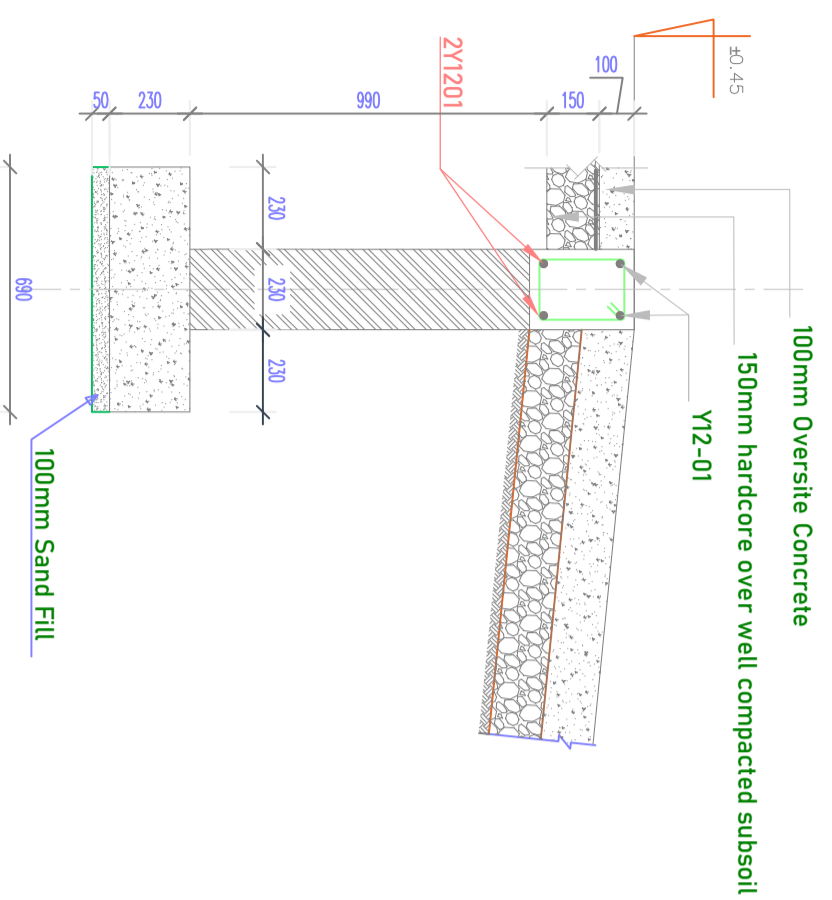 100mm Oversite Concrete
150mm hardcore over well compacted subsoil
Y12-01
±0.45
100
150
990
230
50
2Y1201
230
230
230
690
100mm Sand Fill